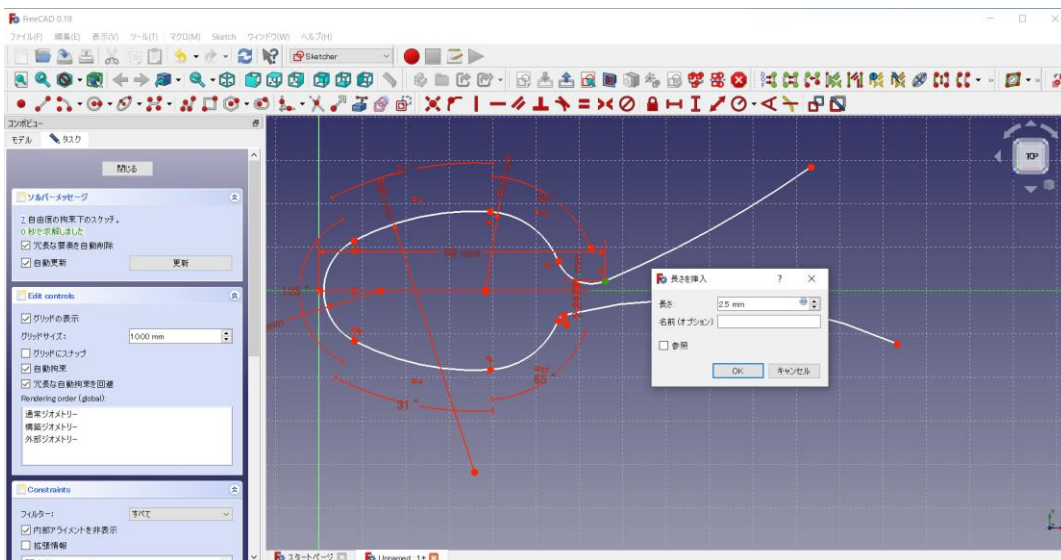 FreeCAD 0.19
ファイル(F) 編集(E) 表示(V) ツール(T) マクロ(M) Sketch ウィンドウ(W) ヘルプ(H)
Sketcher
コンボビュー
モデル タスク
閉じる
ソルバーメッセージ
7 自由度の拘束下のスケッチ。
0 秒で求解しました
冗長な要素を自動削除
自動更新 更新
Edit controls
グリッドの表示
グリッドサイズ: 1000 mm
グリッドにスナップ
自動拘束
冗長な自動拘束を回避
Rendering order (global):
通常ジオメトリー
構築ジオメトリー
外部ジオメトリー
Constraints
フィルター: すべて
内部アライメントを非表示
拡張情報
TOP
98 mm
123 °
mm
65 °
31 °
長さを挿入 ?
長さ: 2.5 mm
名前 (オプション)
参照
OK キャンセル
スタートページ Unnamed : 1*